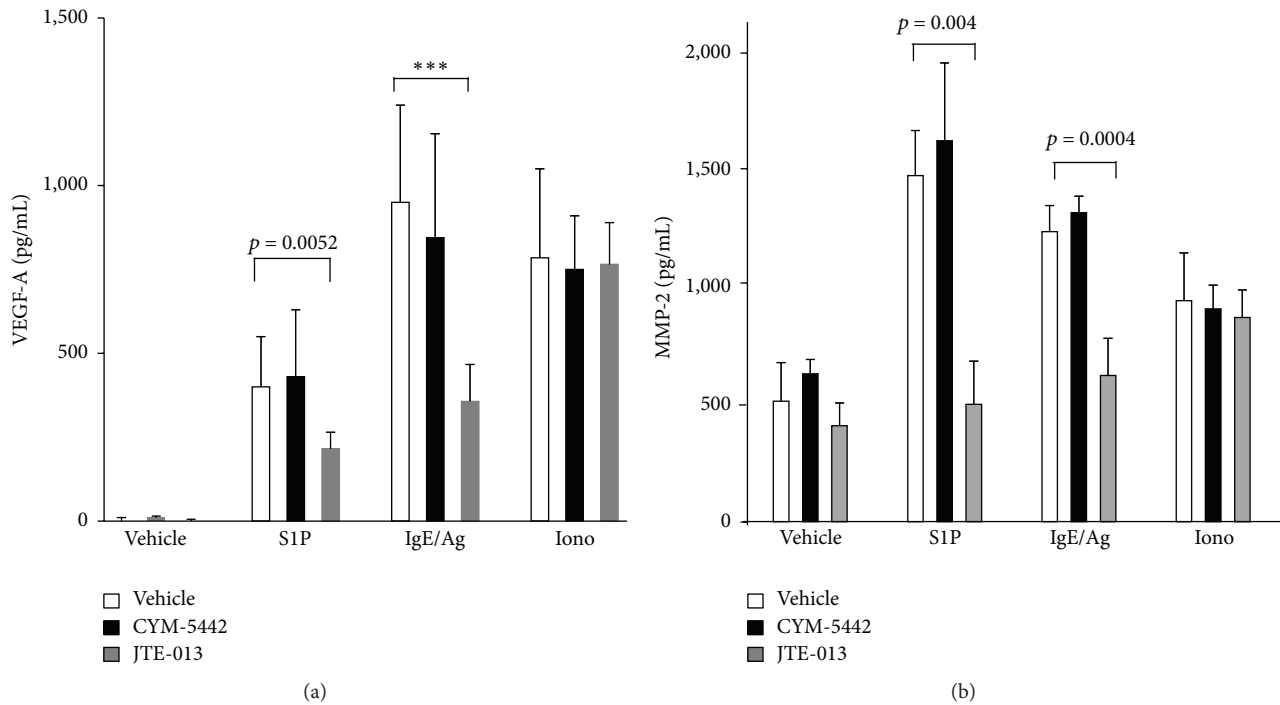 1,500
1,000
500
0
VEGF-A (pg/mL)
p = 0.0052
***
Vehicle
S1P
IgE/Ag
Iono
Vehicle
CYM-5442
JTE-013
(a)
2,000
1,500
1,000
500
0
MMP-2 (pg/mL)
p = 0.004
p = 0.0004
Vehicle
S1P
IgE/Ag
Iono
Vehicle
CYM-5442
JTE-013
(b)